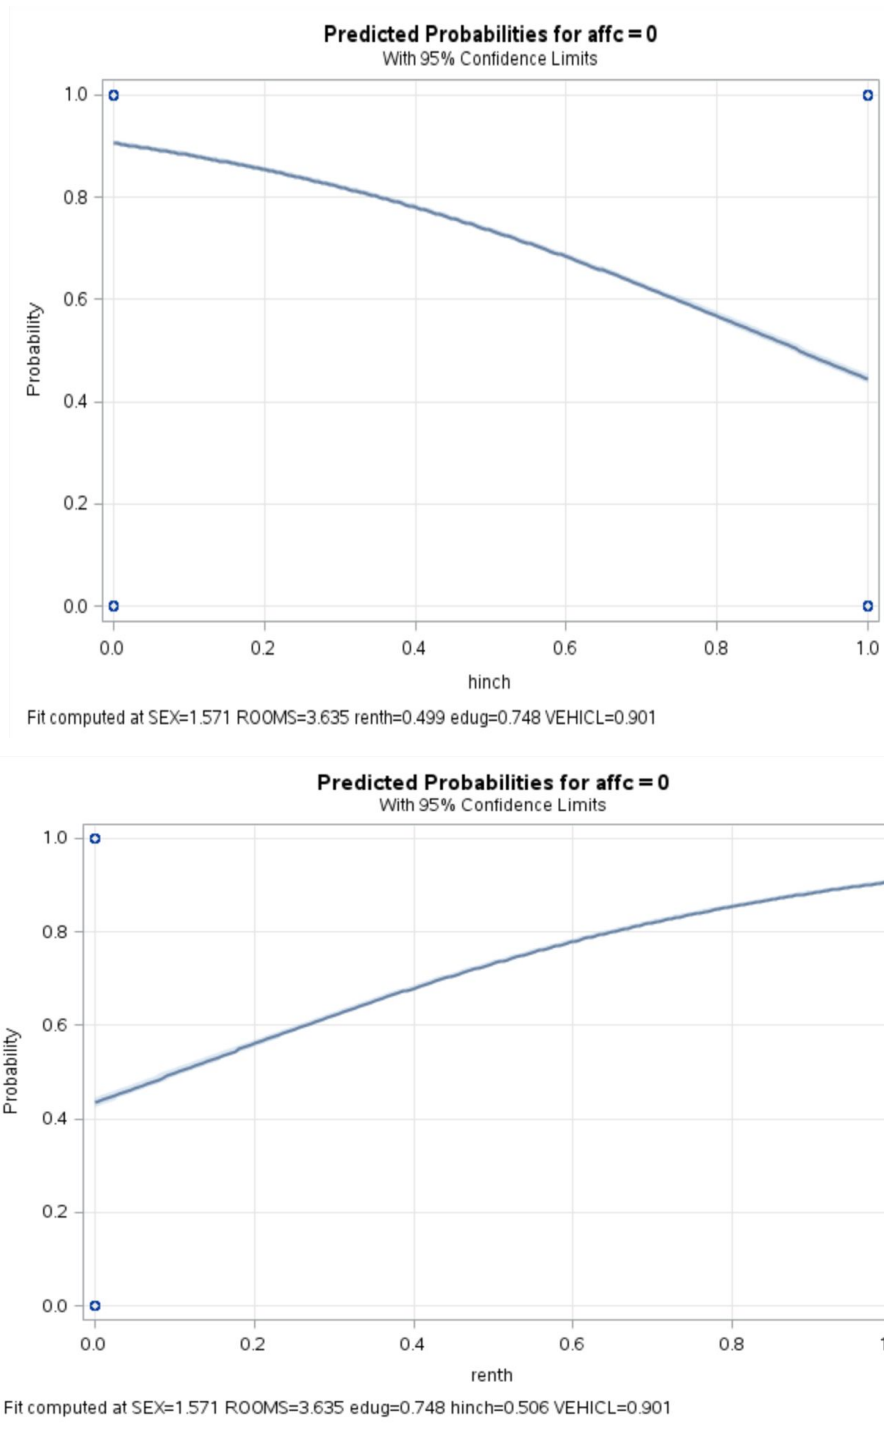 Predicted Probabilities for affc = 0
With 95% Confidence Limits
1.0
0.8
0.6
0.4
0.2
0.0
Probability
0.0 0.2 0.4 0.6 0.8 1.0
hinch
Fit computed at SEX=1.571 ROOMS=3.635 renth=0.499 edug=0.748 VEHICL=0.901
Predicted Probabilities for affc = 0
With 95% Confidence Limits
1.0
0.8
0.6
0.4
0.2
0.0
Probability
0.0 0.2 0.4 0.6 0.8
renth
Fit computed at SEX=1.571 ROOMS=3.635 edug=0.748 hinch=0.506 VEHICL=0.901